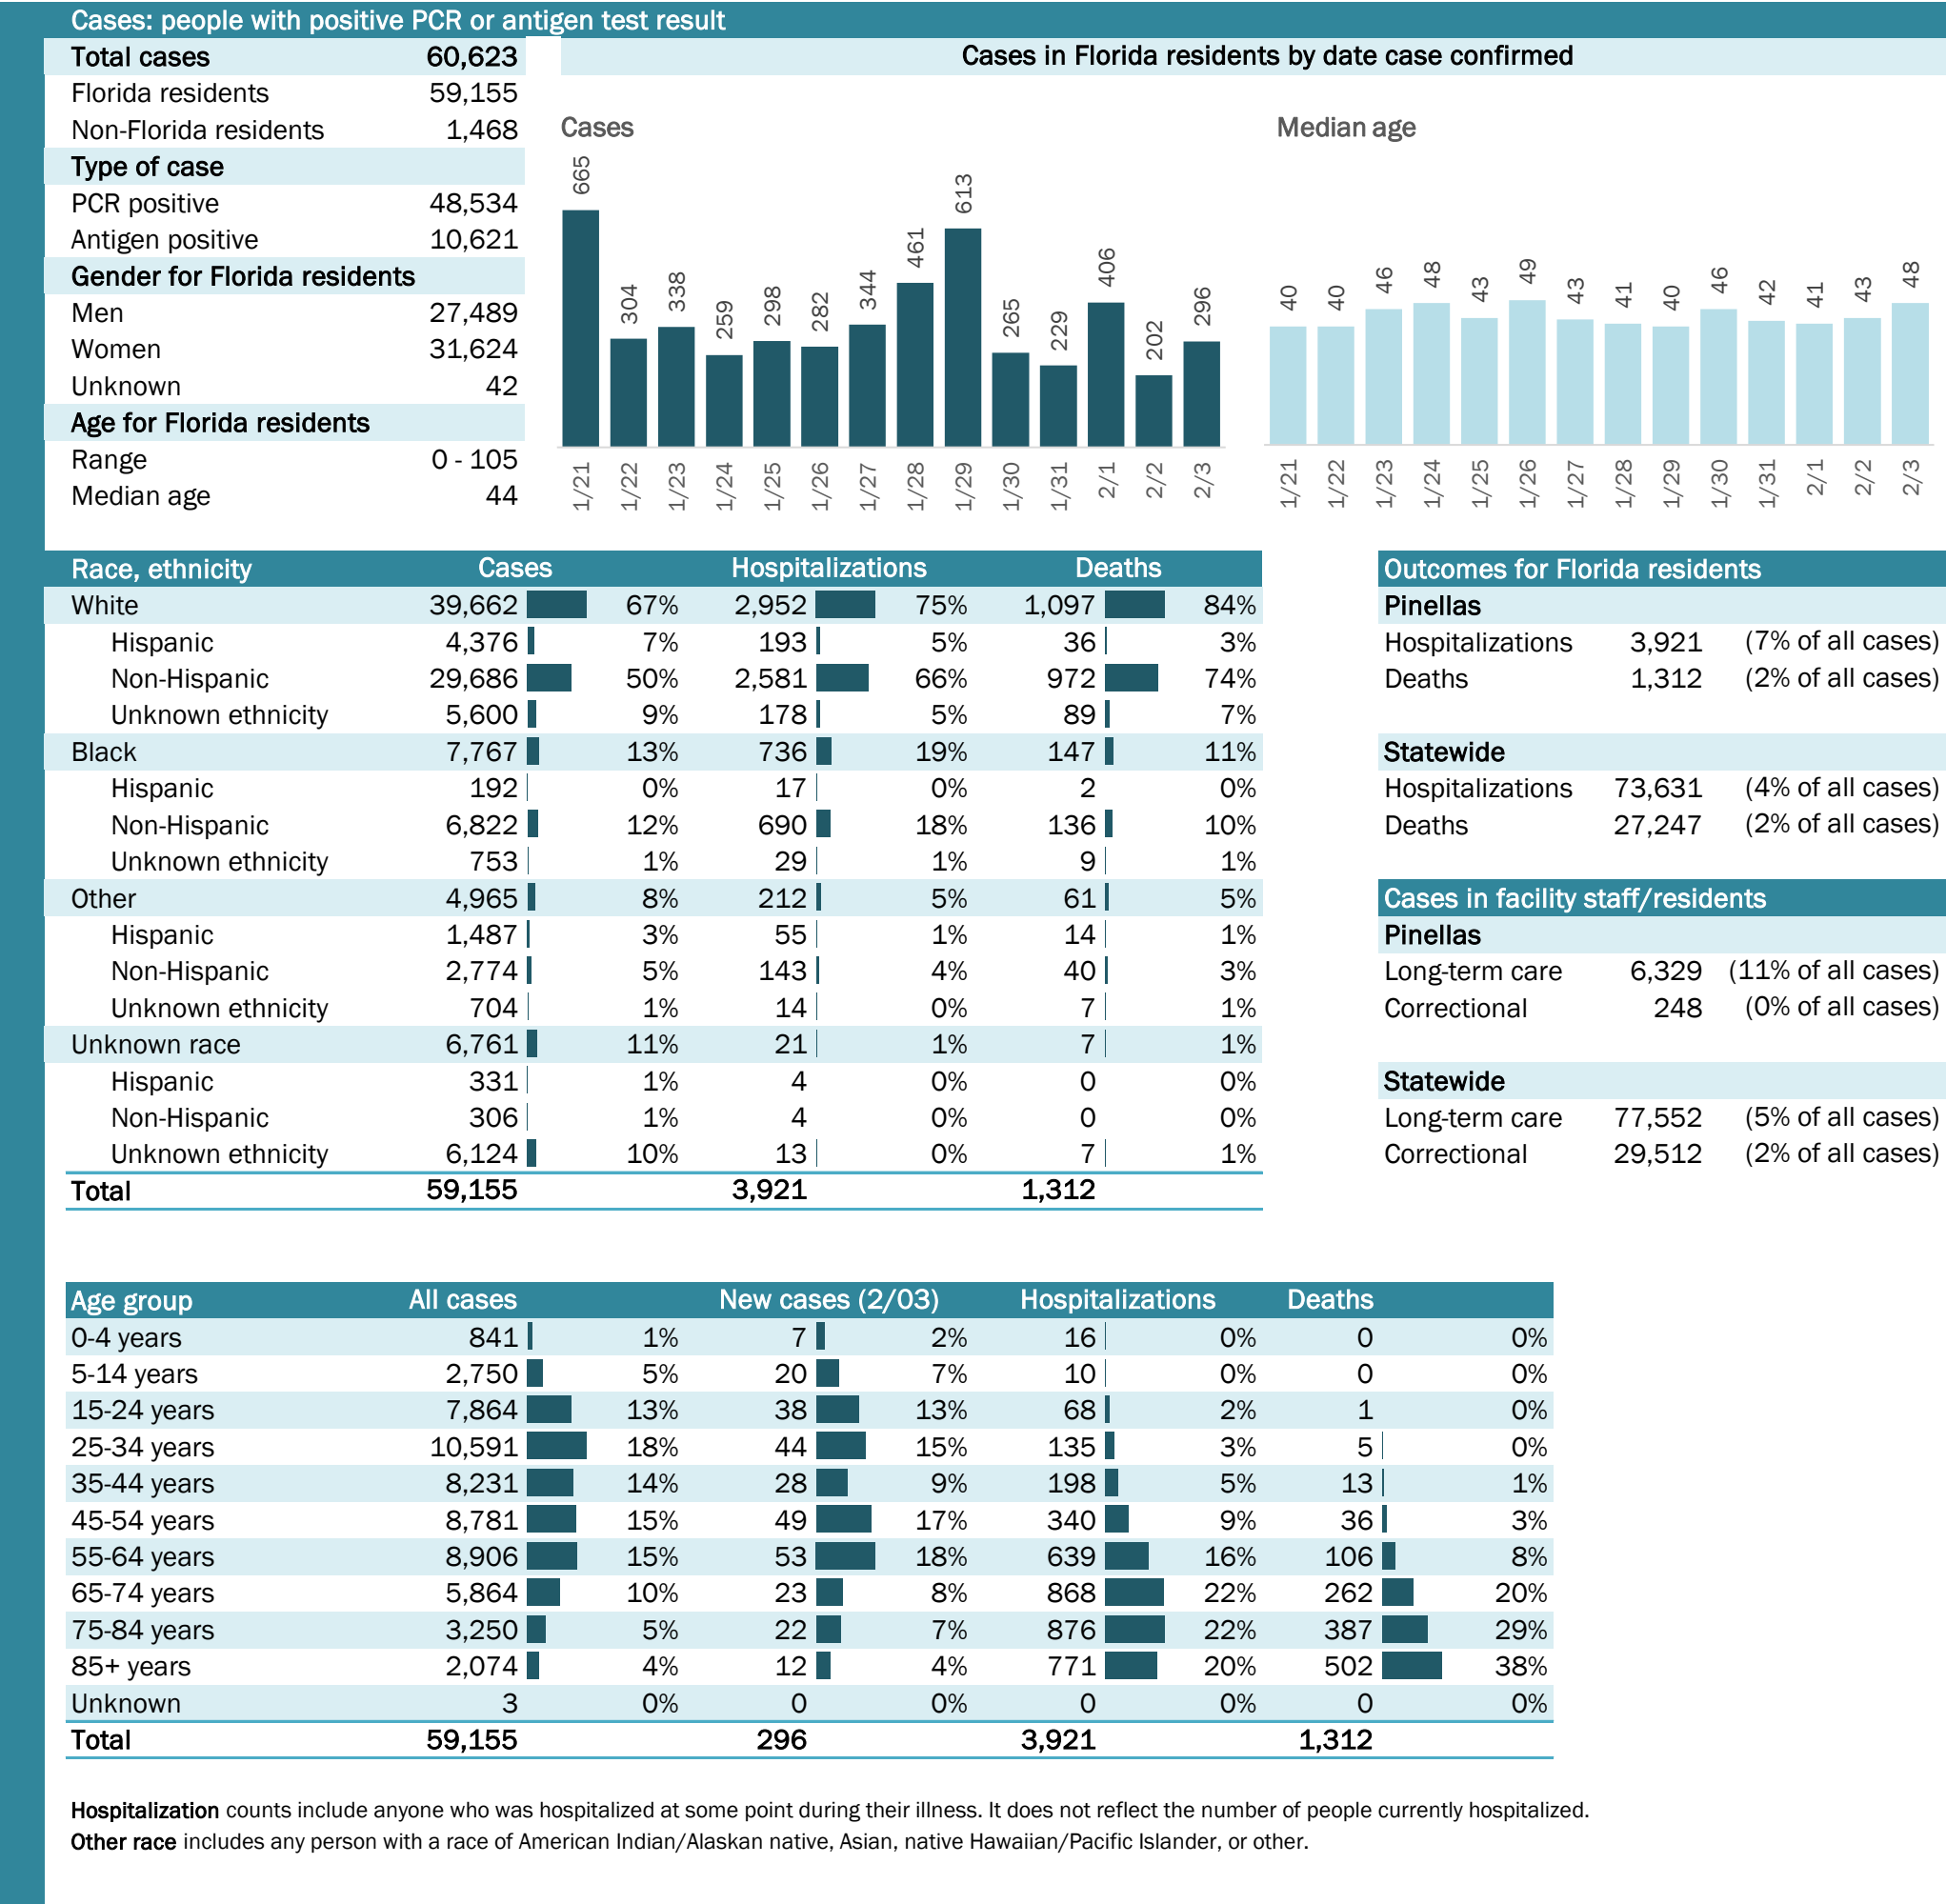 Cases: people with positive PCR or antigen test result
Total cases 60,623
Florida residents 59,155
Non-Florida residents 1,468
Type of case
PCR positive 48,534
Antigen positive 10,621
Gender for Florida residents
Men 27,489
Women 31,624
Unknown 42
Age for Florida residents
Range 0 - 105
Median age 44
Cases in Florida residents by date case confirmed
Cases
665 304 338 259 298 282 344 461 613 265 229 406 202 296
1/21 1/22 1/23 1/24 1/25 1/26 1/27 1/28 1/29 1/30 1/31 2/1 2/2 2/3
Median age
40 40 46 48 43 49 43 41 40 46 42 41 43 48
1/21 1/22 1/23 1/24 1/25 1/26 1/27 1/28 1/29 1/30 1/31 2/1 2/2 2/3
Race, ethnicity Cases Hospitalizations Deaths
White 39,662 67% 2,952 75% 1,097 84%
Hispanic 4,376 7% 193 5% 36 3%
Non-Hispanic 29,686 50% 2,581 66% 972 74%
Unknown ethnicity 5,600 9% 178 5% 89 7%
Black 7,767 13% 736 19% 147 11%
Hispanic 192 0% 17 0% 2 0%
Non-Hispanic 6,822 12% 690 18% 136 10%
Unknown ethnicity 753 1% 29 1% 9 1%
Other 4,965 8% 212 5% 61 5%
Hispanic 1,487 3% 55 1% 14 1%
Non-Hispanic 2,774 5% 143 4% 40 3%
Unknown ethnicity 704 1% 14 0% 7 1%
Unknown race 6,761 11% 21 1% 7 1%
Hispanic 331 1% 4 0% 0 0%
Non-Hispanic 306 1% 4 0% 0 0%
Unknown ethnicity 6,124 10% 13 0% 7 1%
Total 59,155 3,921 1,312
Outcomes for Florida residents
Pinellas
Hospitalizations 3,921 (7% of all cases)
Deaths 1,312 (2% of all cases)
Statewide
Hospitalizations 73,631 (4% of all cases)
Deaths 27,247 (2% of all cases)
Cases in facility staff/residents
Pinellas
Long-term care 6,329 (11% of all cases)
Correctional 248 (0% of all cases)
Statewide
Long-term care 77,552 (5% of all cases)
Correctional 29,512 (2% of all cases)
Age group All cases New cases (2/03) Hospitalizations Deaths
0-4 years 841 1% 7 2% 16 0% 0 0%
5-14 years 2,750 5% 20 7% 10 0% 0 0%
15-24 years 7,864 13% 38 13% 68 2% 1 0%
25-34 years 10,591 18% 44 15% 135 3% 5 0%
35-44 years 8,231 14% 28 9% 198 5% 13 1%
45-54 years 8,781 15% 49 17% 340 9% 36 3%
55-64 years 8,906 15% 53 18% 639 16% 106 8%
65-74 years 5,864 10% 23 8% 868 22% 262 20%
75-84 years 3,250 5% 22 7% 876 22% 387 29%
85+ years 2,074 4% 12 4% 771 20% 502 38%
Unknown 3 0% 0 0% 0 0% 0 0%
Total 59,155 296 3,921 1,312
Hospitalization counts include anyone who was hospitalized at some point during their illness. It does not reflect the number of people currently hospitalized.
Other race includes any person with a race of American Indian/Alaskan native, Asian, native Hawaiian/Pacific Islander, or other.